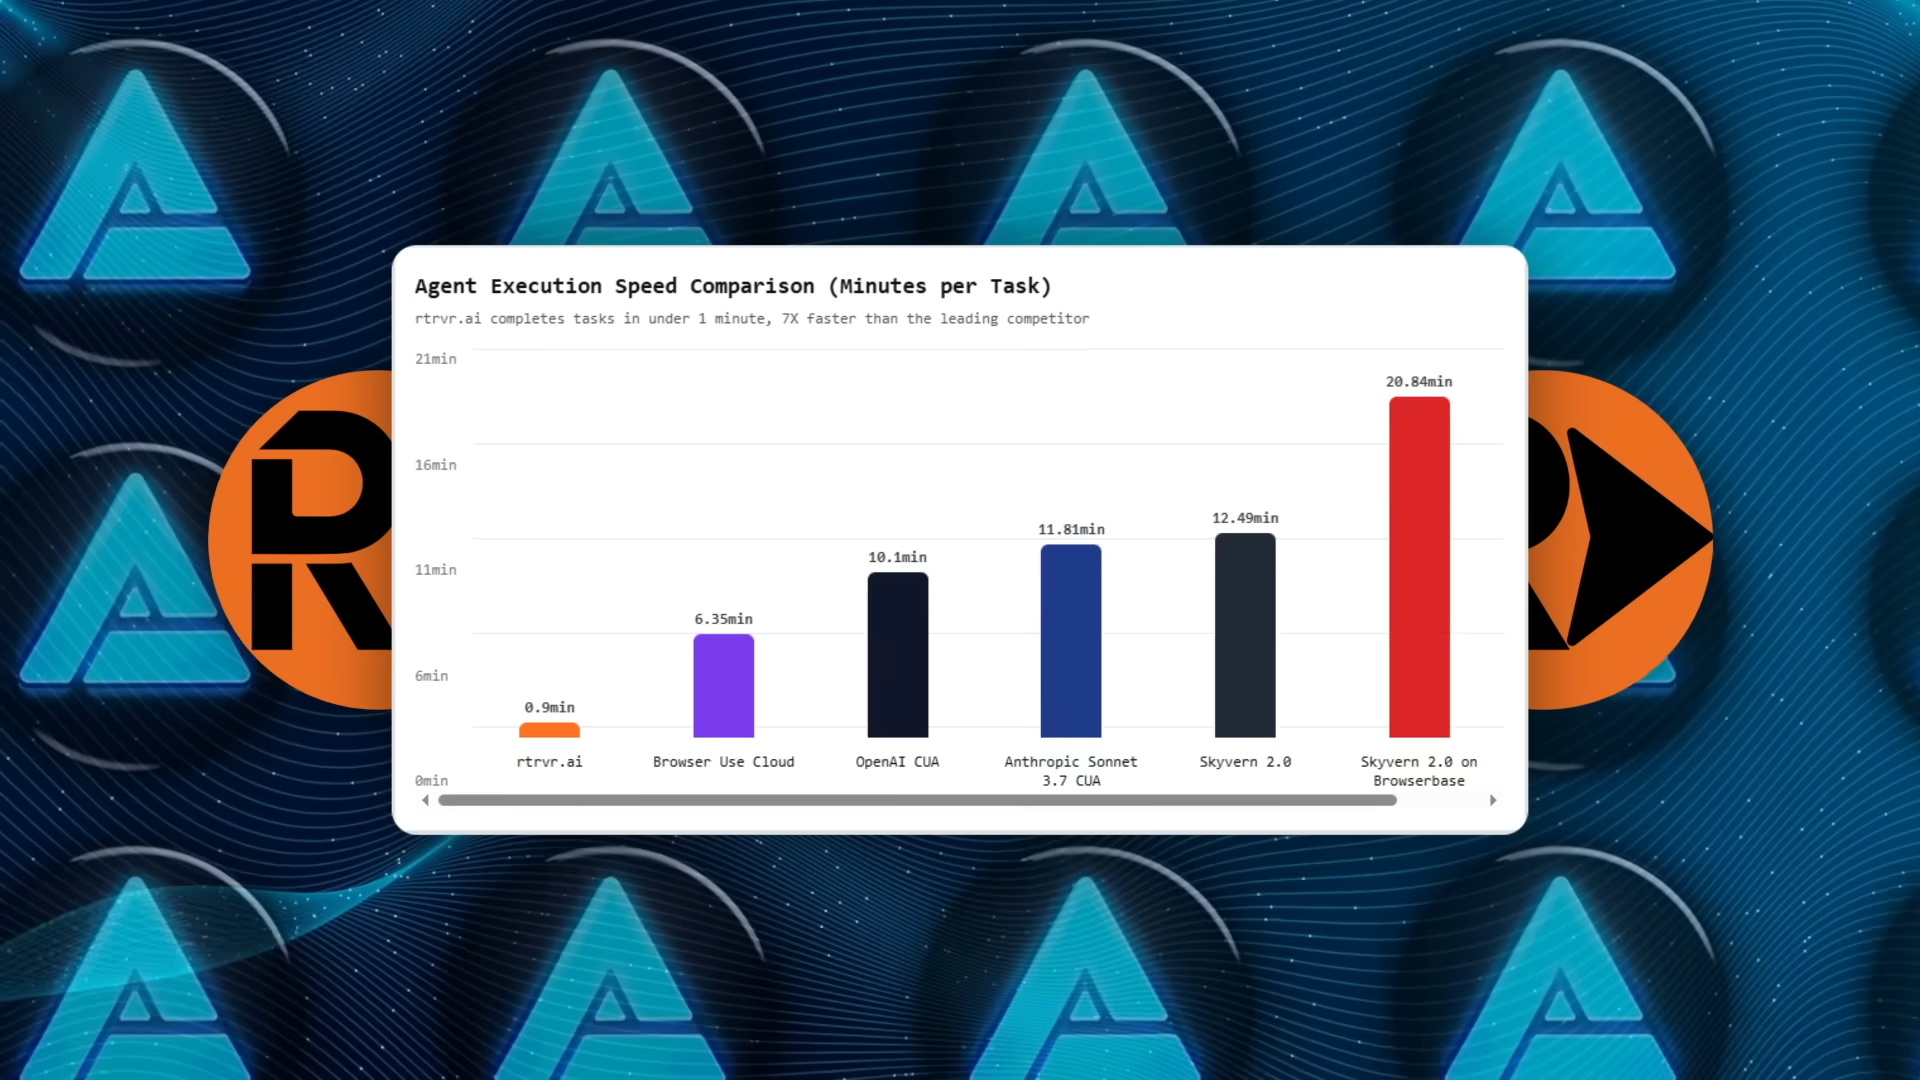 Agent Execution Speed Comparison (Minutes per Task)
rtrvr.ai completes tasks in under 1 minute, 7X faster than the leading competitor
21min
16min
11min
6min
0min
0.9min
6.35min
10.1min
11.81min
12.49min
20.84min
rtrvr.ai
Browser Use Cloud
OpenAI CUA
Anthropic Sonnet
3.7 CUA
Skyvern 2.0
Skyvern 2.0 on
Browserbase
R